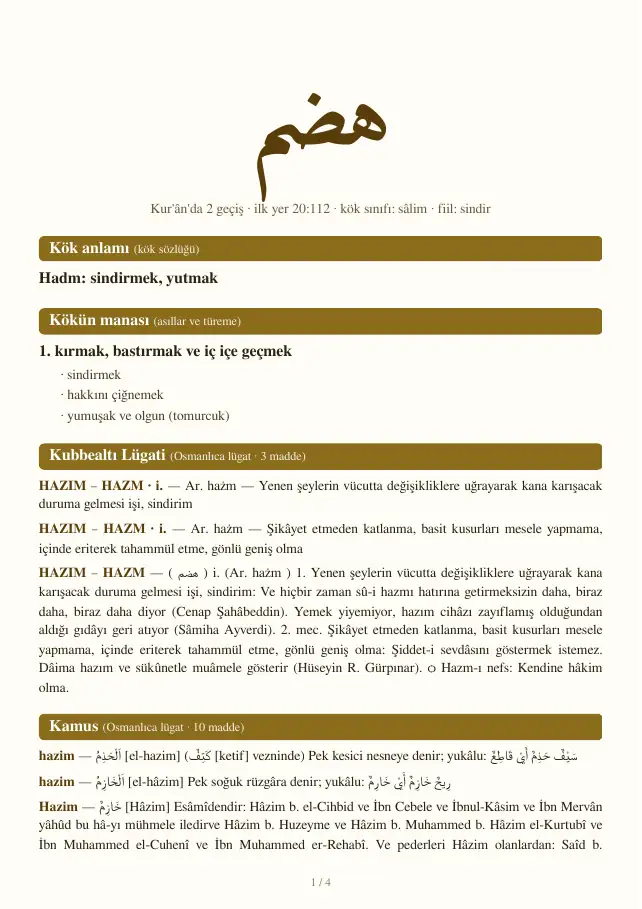 هضم
Kur'ân'da 2 geçiş · ilk yer 20:112 · kök sınıfı: sâlim · fiil: sindir
Kök anlamı (kök sözlüğü)
Hadm: sindirmek, yutmak
Kökün manası (asıllar ve türeme)
1. kırmak, bastırmak ve iç içe geçmek
· sindirmek
· hakkını çiğnemek
· yumuşak ve olgun (tomurcuk)
Kubbealtı Lügati (Osmanlıca lügat · 3 madde)
HAZIM – HAZM · i. — Ar. hażm — Yenen şeylerin vücutta değişikliklere uğrayarak kana karışacak
duruma gelmesi işi, sindirim
HAZIM – HAZM · i. — Ar. hażm — Şikâyet etmeden katlanma, basit kusurları mesele yapmama,
içinde eriterek tahammül etme, gönlü geniş olma
HAZIM – HAZM — ( هضم ) i. (Ar. hażm ) 1. Yenen şeylerin vücutta değişikliklere uğrayarak kana
karışacak duruma gelmesi işi, sindirim: Ve hiçbir zaman sû-i hazmı hatırına getirmeksizin daha, biraz
daha, biraz daha diyor (Cenap Şahâbeddin). Yemek yiyemiyor, hazım cihâzı zayıflamış olduğundan
aldığı gıdâyı geri atıyor (Sâmiha Ayverdi). 2. mec. Şikâyet etmeden katlanma, basit kusurları mesele
yapmama, içinde eriterek tahammül etme, gönlü geniş olma: Şiddet-i sevdâsını göstermek istemez.
Dâima hazım ve sükûnetle muâmele gösterir (Hüseyin R. Gürpınar). ѻ Hazm-ı nefs: Kendine hâkim
olma.
Kamus (Osmanlıca lügat · 10 madde)
hazim — اَلْحَذِمُ [el-hazim] (كَتِفٌ [ketif] vezninde) Pek kesici nesneye denir; yukâlu: سَيْفٌ حَذِمٌ أَيْ قَاطِعٌ
hazim — اَلْخَازِمُ [el-hâzim] Pek soğuk rüzgâra denir; yukâlu: رِيحٌ خَازِمٌ أَيْ خَارِمٌ
Hazim — خَازِمٌ [Hâzim] Esâmîdendir: Hâzim b. el-Cihbid ve İbn Cebele ve İbnul-Kâsim ve İbn Mervân
yâhûd bu hâ-yı mühmele iledirve Hâzim b. Huzeyme ve Hâzim b. Muhammed b. Hâzim el-Kurtubî ve
İbn Muhammed el-Cuhenî ve İbn Muhammed er-Rehabî. Ve pederleri Hâzim olanlardan: Saîd b.
1 / 4